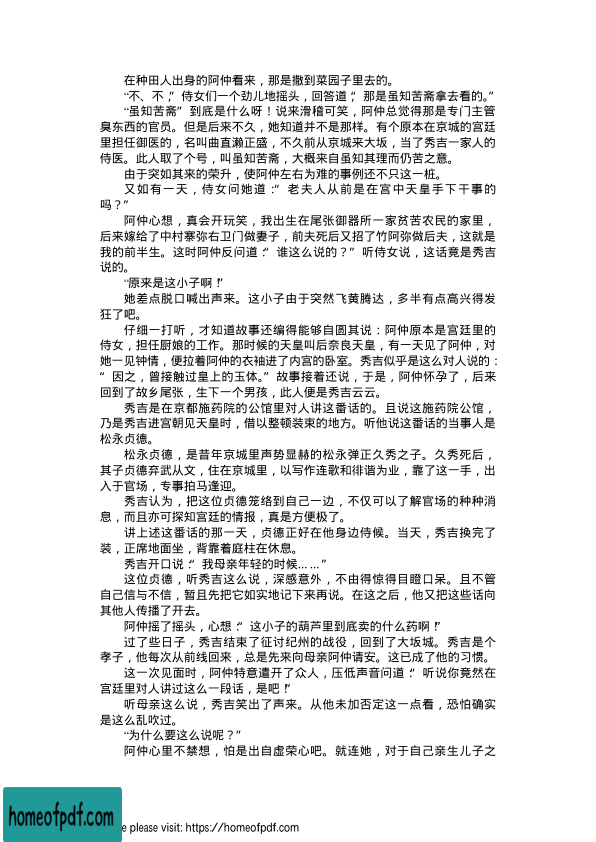 在种田人出身的阿仲看来，那是撒到菜园子里去的。
“不、不，”侍女们一个劲儿地摇头，回答道；“那是虽知苦斋拿去看的。”
“虽知苦斋”到底是什么呀！说来滑稽可笑，阿仲总觉得那是专门主管
臭东西的官员。但是后来不久，她知道并不是那样。有个原本在京城的宫廷
里担任御医的，名叫曲直濑正盛，不久前从京城来大坂，当了秀吉一家人的
侍医。此人取了个号，叫虽知苦斋，大概来自虽知其理而仍苦之意。
由于突如其来的荣升，使阿仲左右为难的事例还不只这一桩。
又如有一天，侍女问她道：“老夫人从前是在宫中天皇手下干事的
吗？”
阿仲心想，真会开玩笑，我出生在尾张御器所一家贫苦农民的家里，
后来嫁给了中村寨弥右卫门做妻子，前夫死后又招了竹阿弥做后夫，这就是
我的前半生。这时阿仲反问道：“谁这么说的？”听侍女说，这话竟是秀吉
说的。
“原来是这小子啊！”
她差点脱口喊出声来。这小子由于突然飞黄腾达，多半有点高兴得发
狂了吧。
仔细一打听，才知道故事还编得能够自圆其说：阿仲原本是宫廷里的
侍女，担任厨娘的工作。那时候的天皇叫后奈良天皇，有一天见了阿仲，对
她一见钟情，便拉着阿仲的衣袖进了内宫的卧室。秀吉似乎是这么对人说的：
“因之，曾接触过皇上的玉体。”故事接着还说，于是，阿仲怀孕了，后来
回到了故乡尾张，生下一个男孩，此人便是秀吉云云。
秀吉是在京都施药院的公馆里对人讲这番话的。且说这施药院公馆，
乃是秀吉进宫朝见天皇时，借以整顿装束的地方。听他说这番话的当事人是
松永贞德。
松永贞德，是昔年京城里声势显赫的松永弹正久秀之子。久秀死后，
其子贞德弃武从文，住在京城里，以写作连歌和徘谐为业，靠了这一手，出
入于官场，专事拍马逢迎。
秀吉认为，把这位贞德笼络到自己一边，不仅可以了解官场的种种消
息，而且亦可探知宫廷的情报，真是方便极了。
讲上述这番话的那一天，贞德正好在他身边侍候。当天，秀吉换完了
装，正席地面坐，背靠着庭柱在休息。
秀吉开口说：“我母亲年轻的时候……”
这位贞德，听秀吉这么说，深感意外，不由得惊得目瞪口呆。且不管
自己信与不信，暂且先把它如实地记下来再说。在这之后，他又把这些话向
其他人传播了开去。
阿仲摇了摇头，心想：“这小子的葫芦里到底卖的什么药啊！”
过了些日子，秀吉结束了征讨纪州的战役，回到了大坂城。秀吉是个
孝子，他每次从前线回来，总是先来向母亲阿仲请安。这已成了他的习惯。
这一次见面时，阿仲特意遣开了众人，压低声音问道：“听说你竟然在
宫廷里对人讲过这么一段话，是吧！”
听母亲这么说，秀吉笑出了声来。从他未加否定这一点看，恐怕确实
是这么乱吹过。
“为什么要这么说呢？”
阿仲心里不禁想，怕是出自虚荣心吧。就连她，对于自己亲生儿子之
homeofpdf.com
e please visit: https://homeofpdf.com